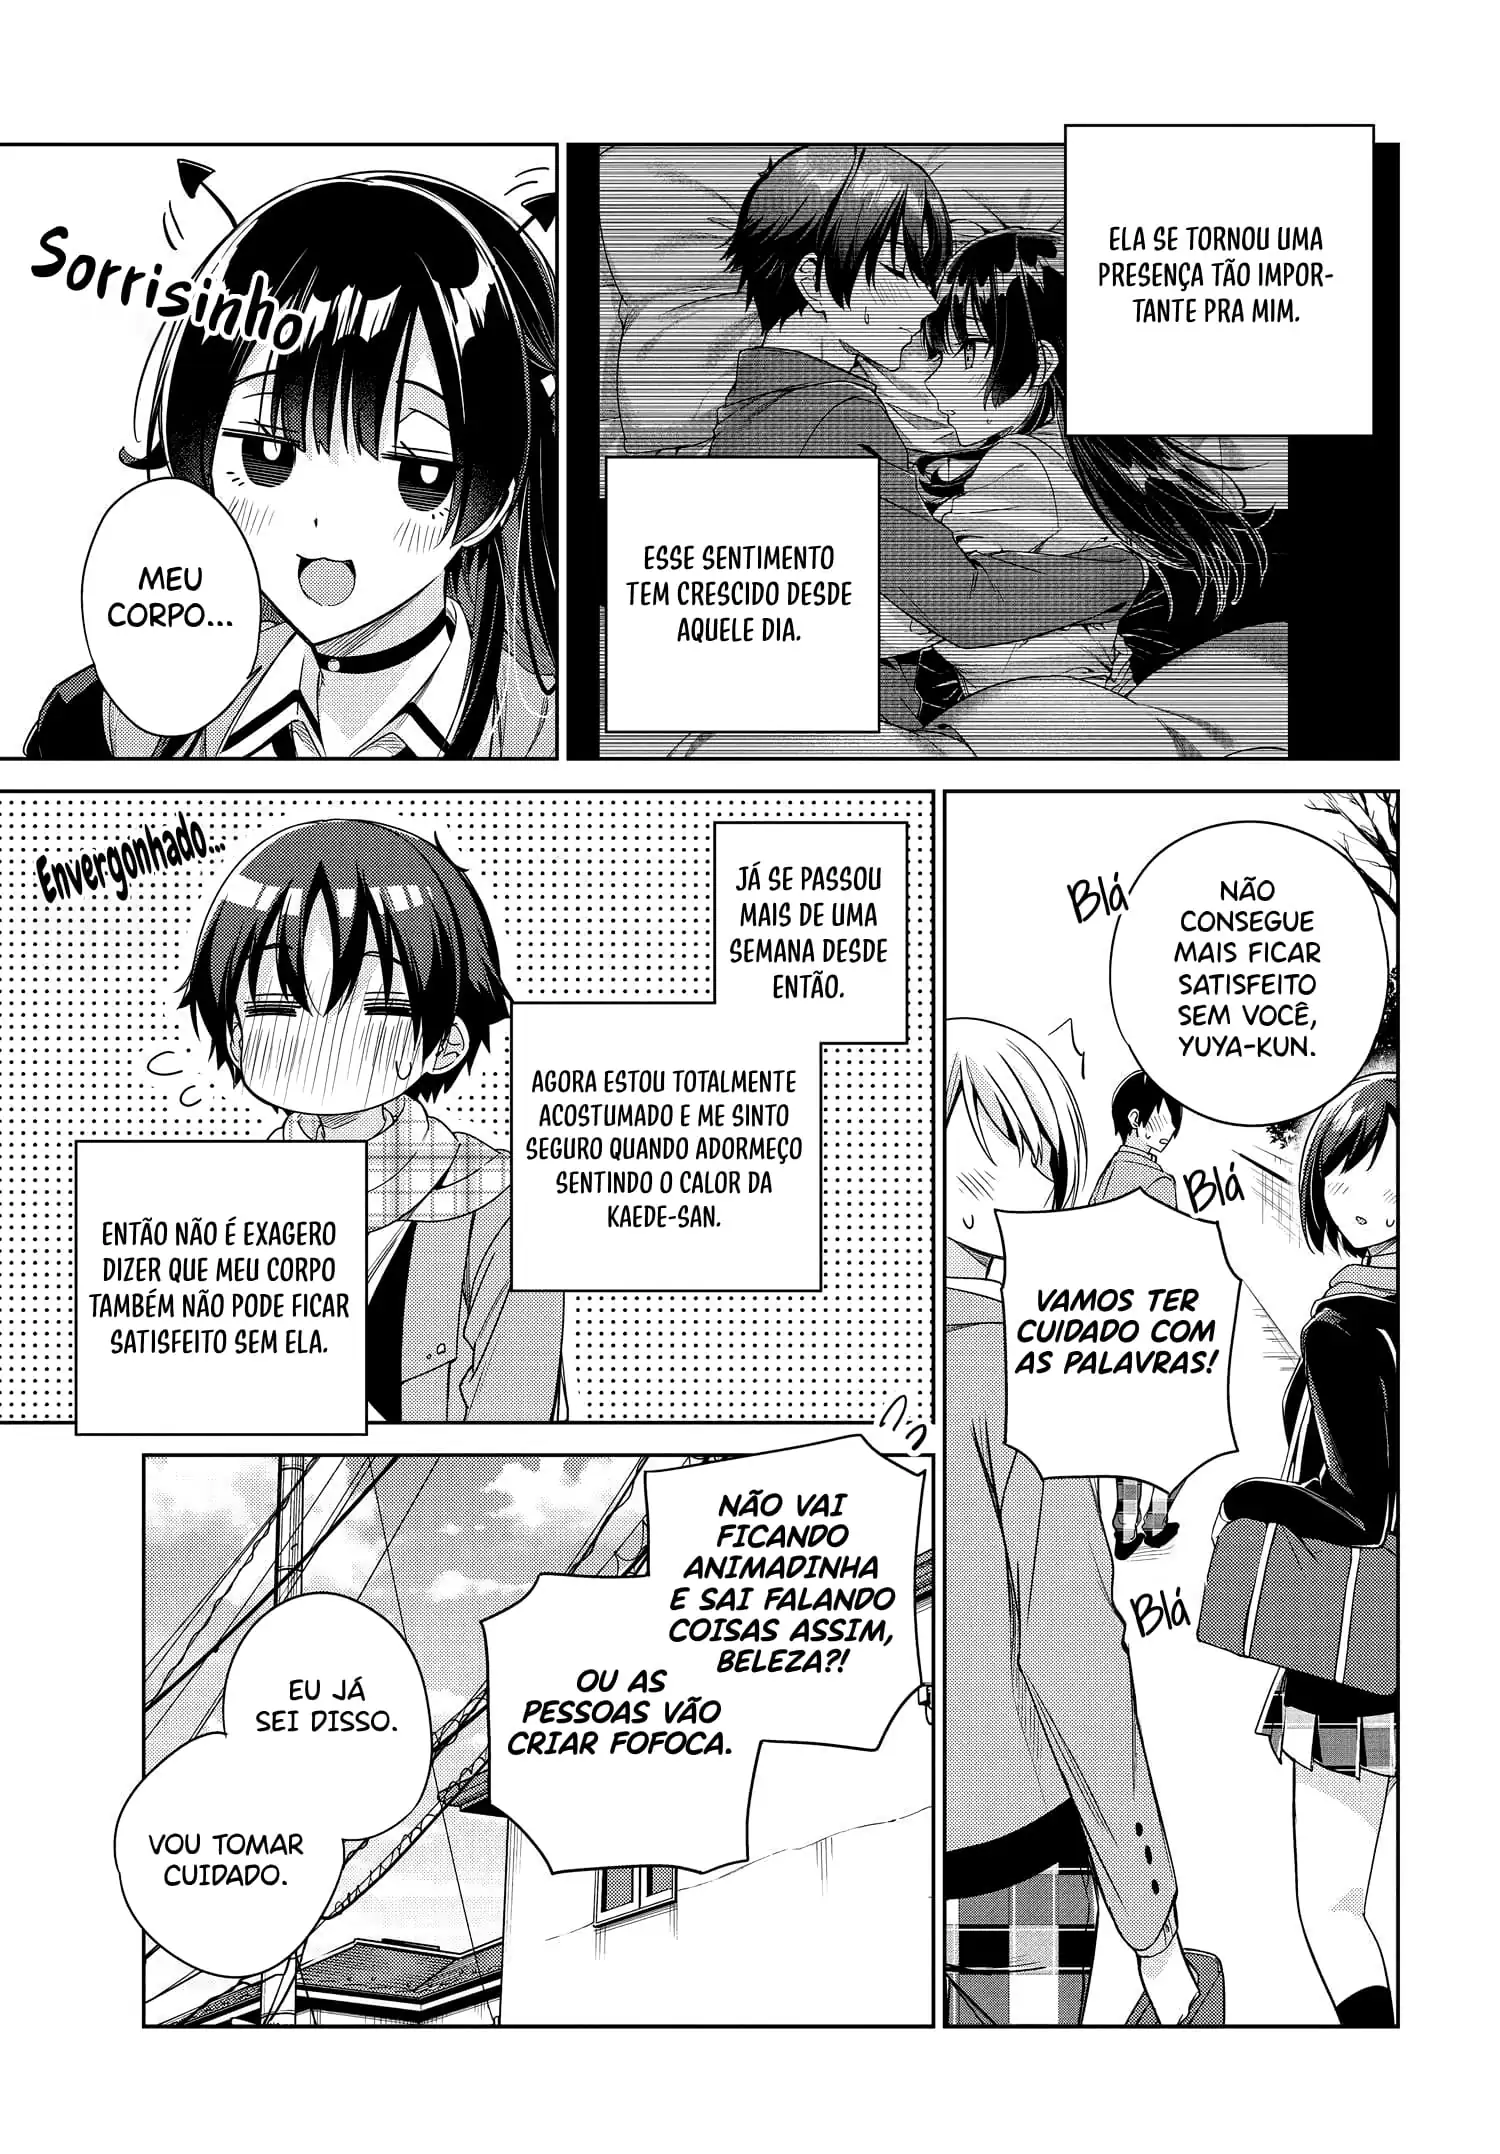 ELA SE TORNOU UMA
PRESENÇA TÃO IMPOR-
TANTE PRA MIM.
ESSE SENTIMENTO
TEM CRESCIDO DESDE
AQUELE DIA.
Sorrisinho
MEU
CORPO...
NÃO
CONSEGUE
MAIS FICAR
SATISFEITO
SEM VOCÊ,
YUYA-KUN.
Blá
Blá
VAMOS TER
CUIDADO COM
AS PALAVRAS!
Blá
JÁ SE PASSOU
MAIS DE UMA
SEMANA DESDE
ENTÃO.
AGORA ESTOU TOTALMENTE
ACOSTUMADO E ME SINTO
SEGURO QUANDO ADORMEÇO
SENTINDO O CALOR DA
KAEDE-SAN.
Envergonhado...
ENTÃO NÃO É EXAGERO
DIZER QUE MEU CORPO
TAMBÉM NÃO PODE FICAR
SATISFEITO SEM ELA.
NÃO VAI
FICANDO
ANIMADINHA
E SAI FALANDO
COISAS ASSIM,
BELEZA?!
OU AS
PESSOAS VÃO
CRIAR FOFOCA.
EU JÁ
SEI DISSO.
VOU TOMAR
CUIDADO.